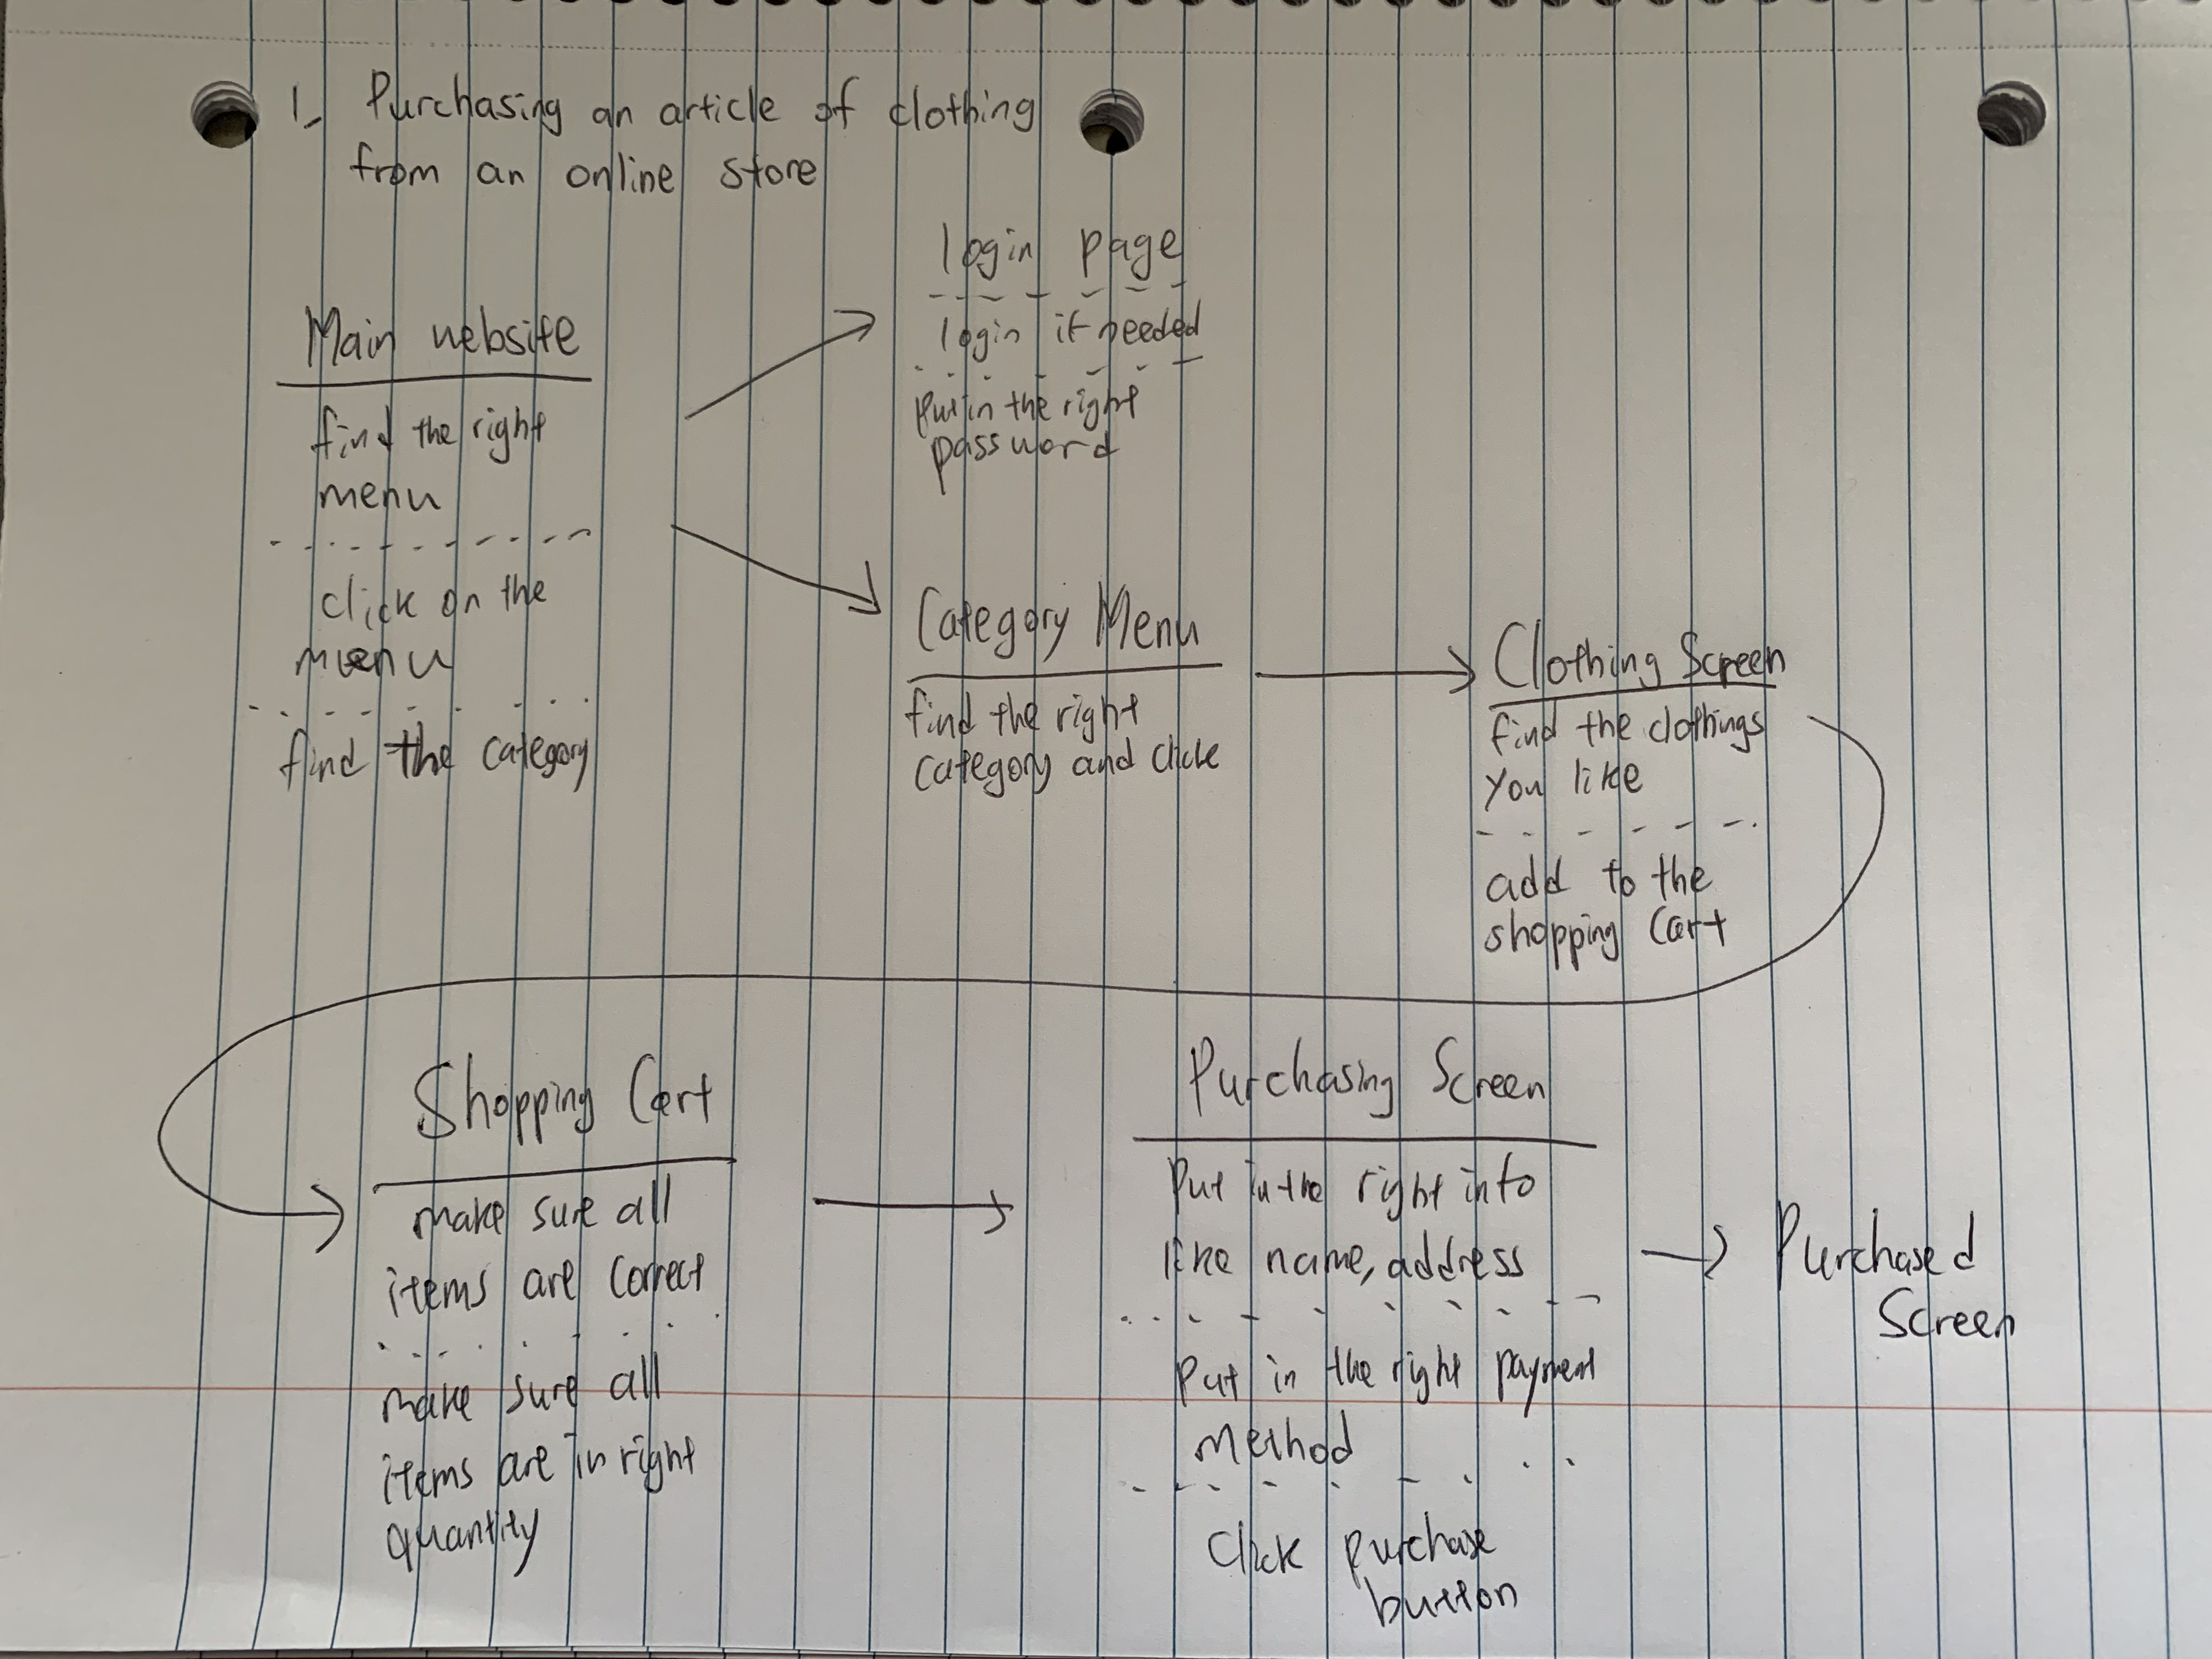 1. Purchasing an article of clothing
from an online store
Main website
find the right
menu
click on the
menu
find the category
login page
login if needed
put in the right
password
Category Menu
find the right
category and click
Clothing Screen
find the clothings
you like
add to the
shopping cart
Shopping Cart
make sure all
items are correct
make sure all
items are in right
quantity
Purchasing Screen
Put in the right info
like name, address
put in the right payment
method
Click purchase
button
Purchased
Screen